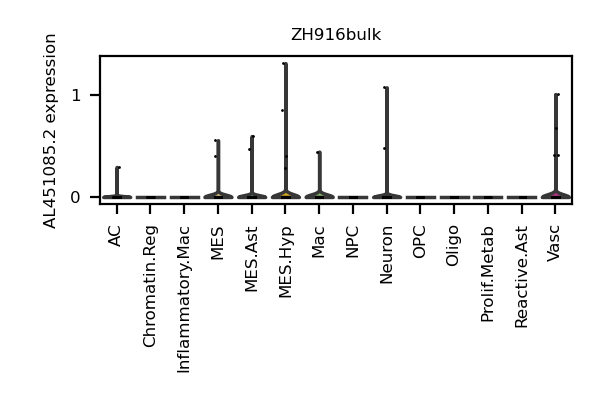 ZH916bulk
AL451085.2 expression
1
0
AC
Chromatin.Reg
Inflammatory.Mac
MES
MES.Ast
MES.Hyp
Mac
NPC
Neuron
OPC
Oligo
Prolif.Metab
Reactive.Ast
Vasc